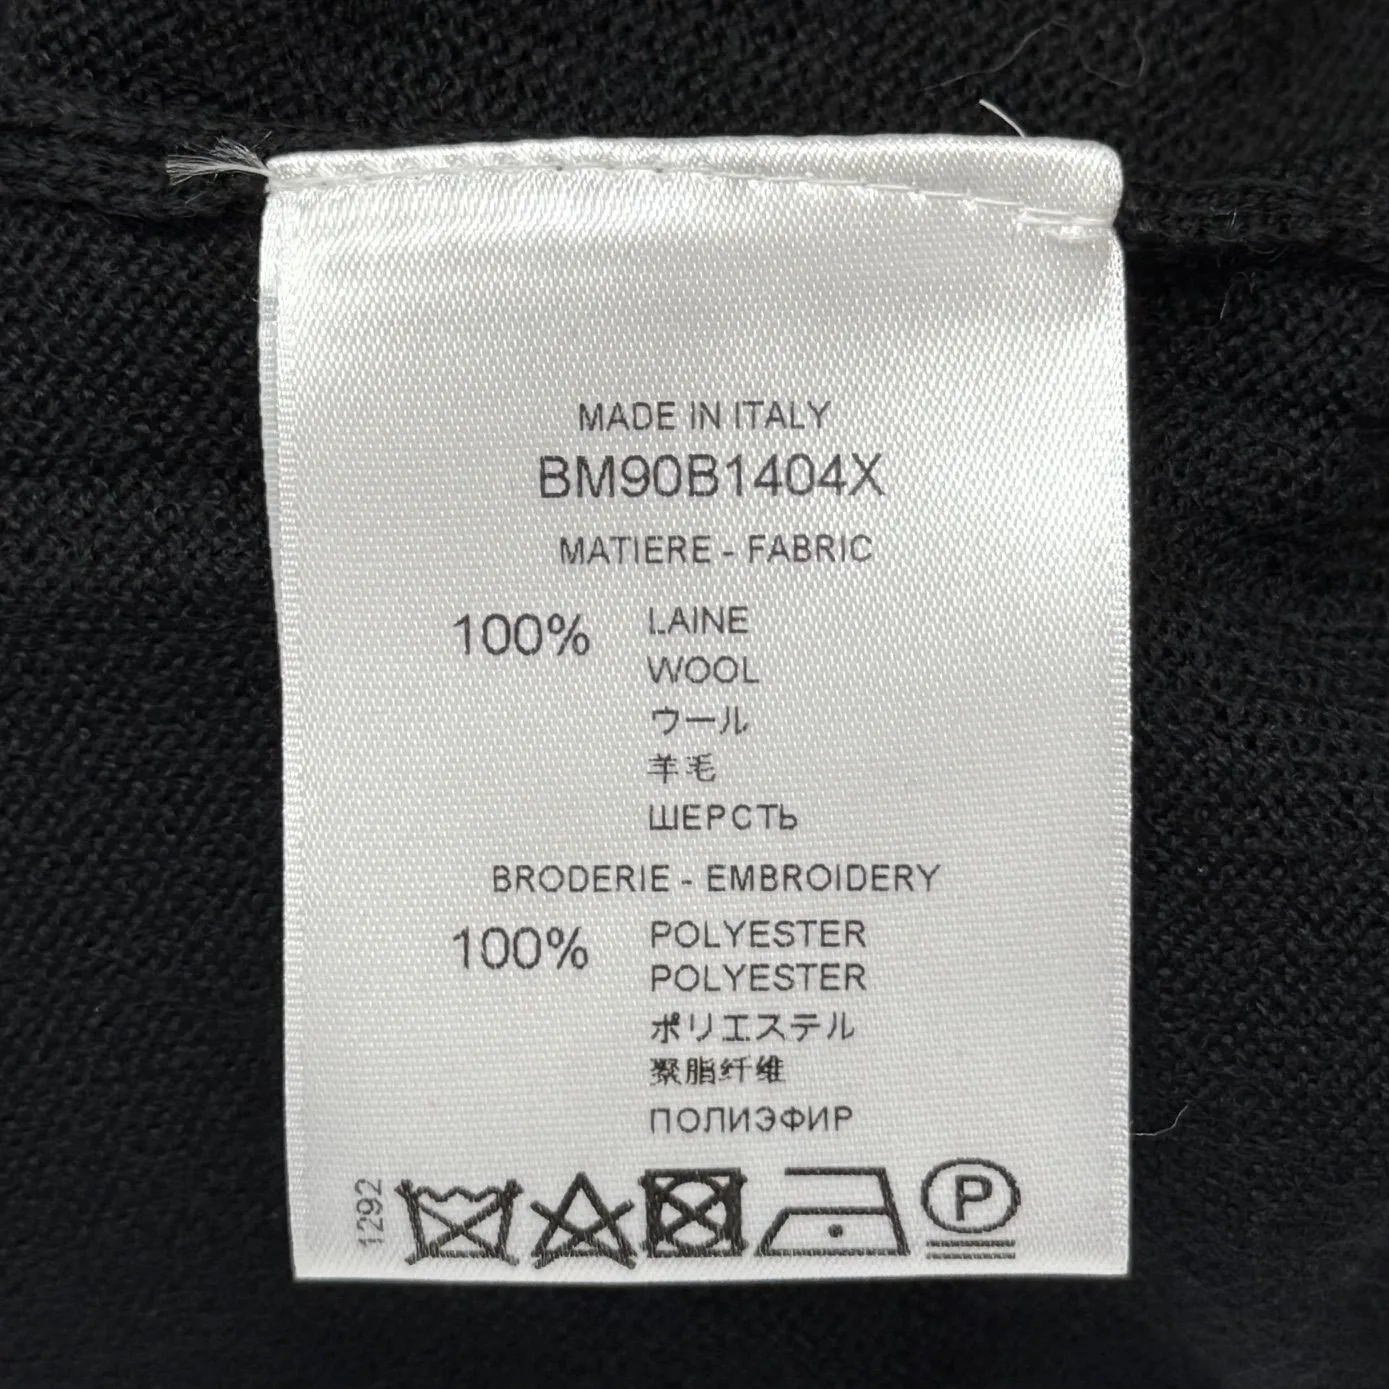 MADE IN ITALY
BM90B1404X
MATIERE - FABRIC
100% LAINE
WOOL
ウール
羊毛
ШЕРСТЬ
BRODERIE - EMBROIDERY
100% POLYESTER
POLYESTER
ポリエステル
聚脂纤维
ПОЛИЭФИР
1292
P